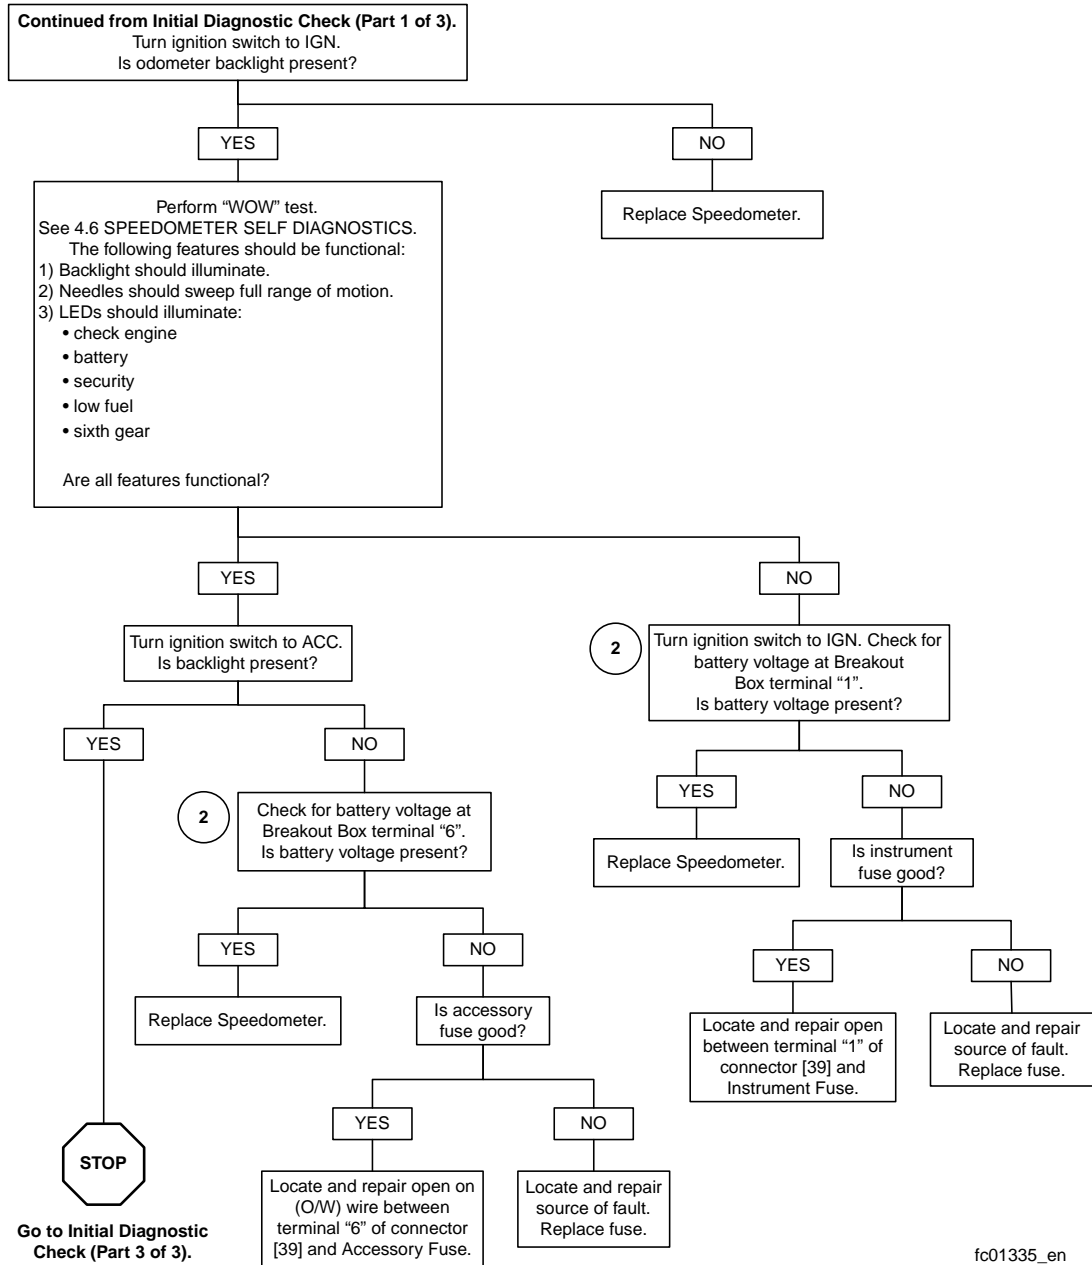 Continued from Initial Diagnostic Check (Part 1 of 3).
Turn ignition switch to IGN.
Is odometer backlight present?
YES
NO
Perform “WOW” test.
See 4.6 SPEEDOMETER SELF DIAGNOSTICS.
The following features should be functional:
1) Backlight should illuminate.
2) Needles should sweep full range of motion.
3) LEDs should illuminate:
• check engine
• battery
• security
• low fuel
• sixth gear
Are all features functional?
Replace Speedometer.
YES
NO
Turn ignition switch to ACC.
Is backlight present?
2
Turn ignition switch to IGN. Check for
battery voltage at Breakout
Box terminal “1”.
Is battery voltage present?
YES
NO
YES
NO
2
Check for battery voltage at
Breakout Box terminal “6”.
Is battery voltage present?
Replace Speedometer.
Is instrument
fuse good?
YES
NO
YES
NO
Replace Speedometer.
Is accessory
fuse good?
Locate and repair open
between terminal “1” of
connector [39] and
Instrument Fuse.
Locate and repair
source of fault.
Replace fuse.
YES
NO
STOP
Go to Initial Diagnostic
Check (Part 3 of 3).
Locate and repair open on
(O/W) wire between
terminal “6” of connector
[39] and Accessory Fuse.
Locate and repair
source of fault.
Replace fuse.
fc01335_en